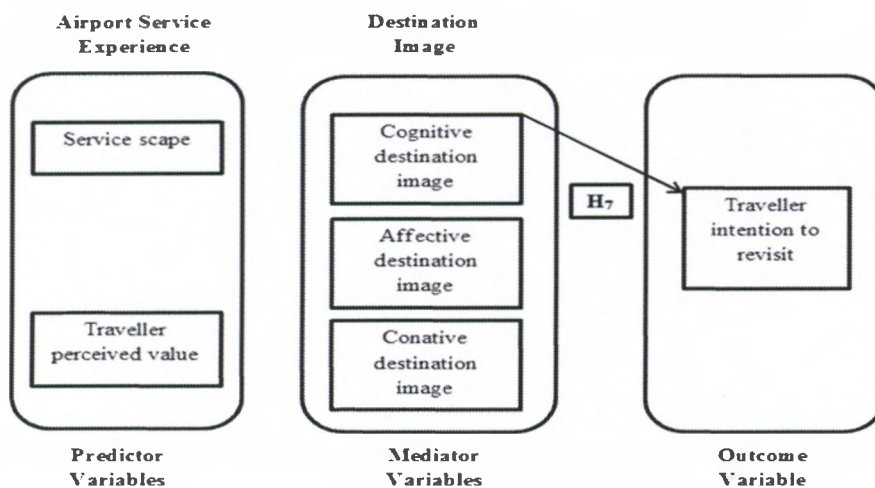 Airport Service
Experience
Destination
Image
Service scape
Traveller
perceived value
Cognitive
destination
image
Affective
destination
image
Conative
destination
image
H7
Traveller
intention to
revisit
Predictor
Variables
Mediator
Variables
Outcome
Variable